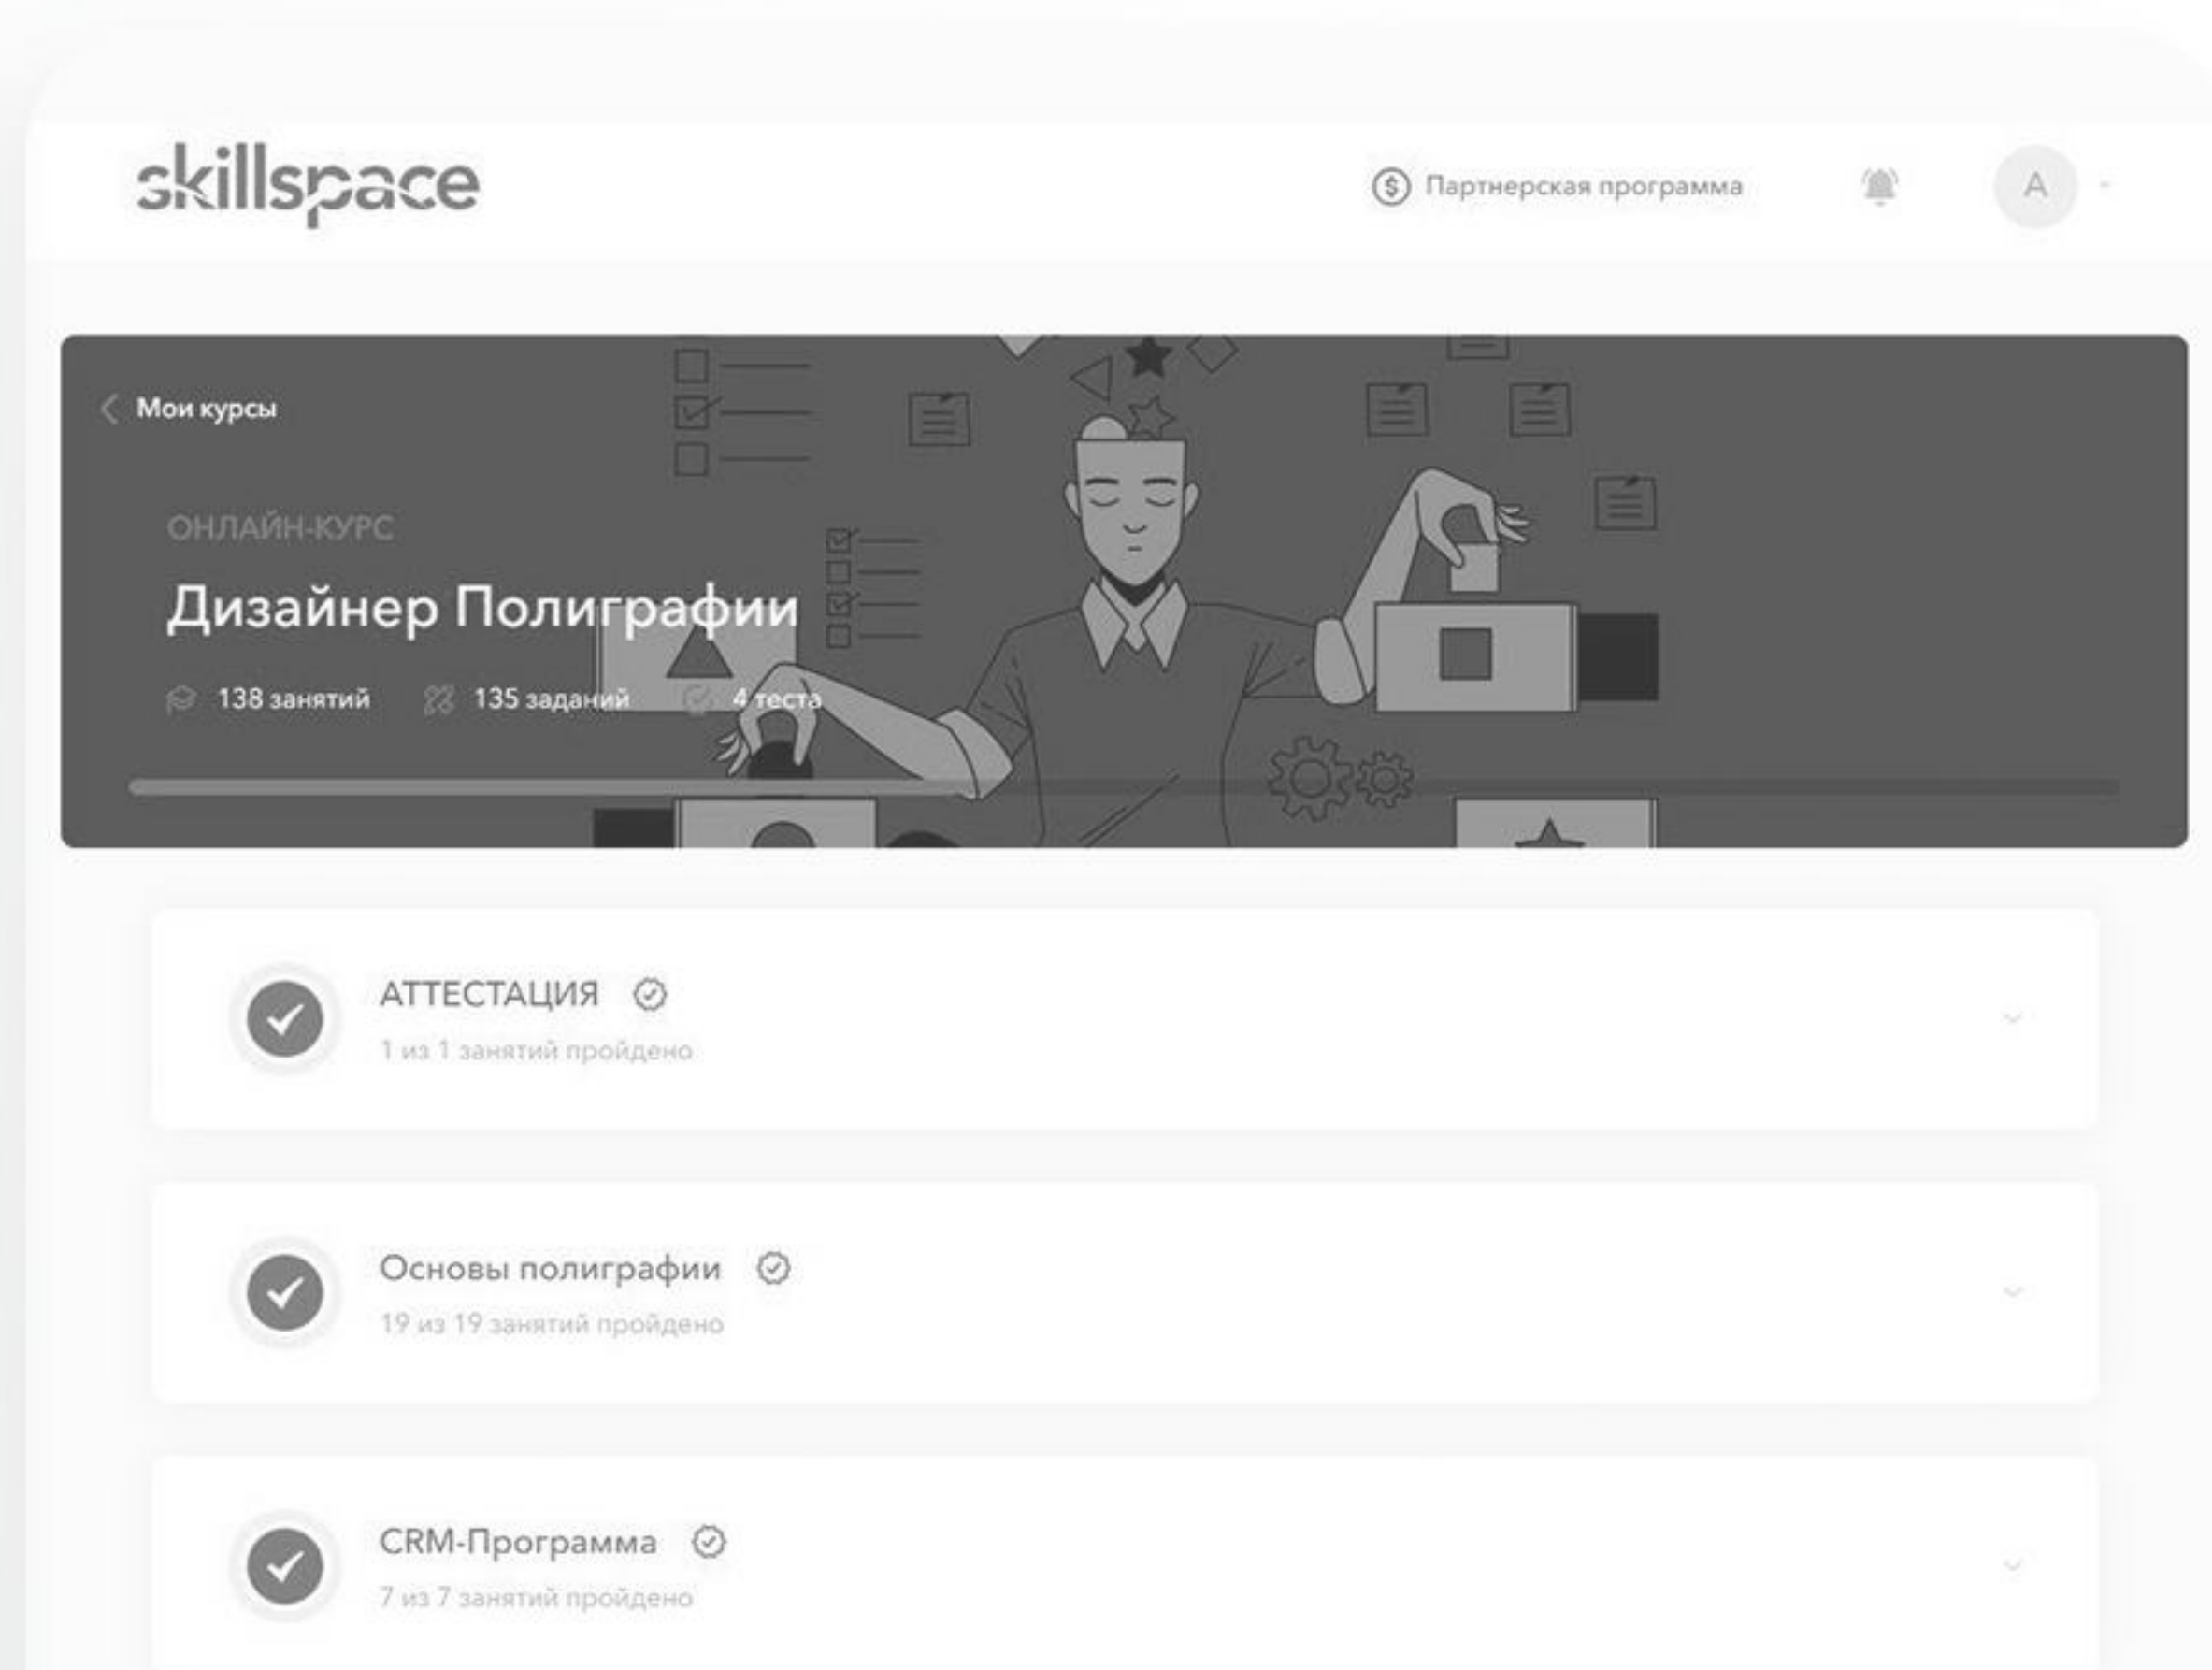 skillspace
Партнерская программа
А
Мои курсы
ОНЛАЙН-КУРС
Дизайнер Полиграфии
138 занятий 135 заданий 4 теста
АТТЕСТАЦИЯ
1 из 1 занятий пройдено
Основы полиграфии
19 из 19 занятий пройдено
CRM-Программа
7 из 7 занятий пройдено